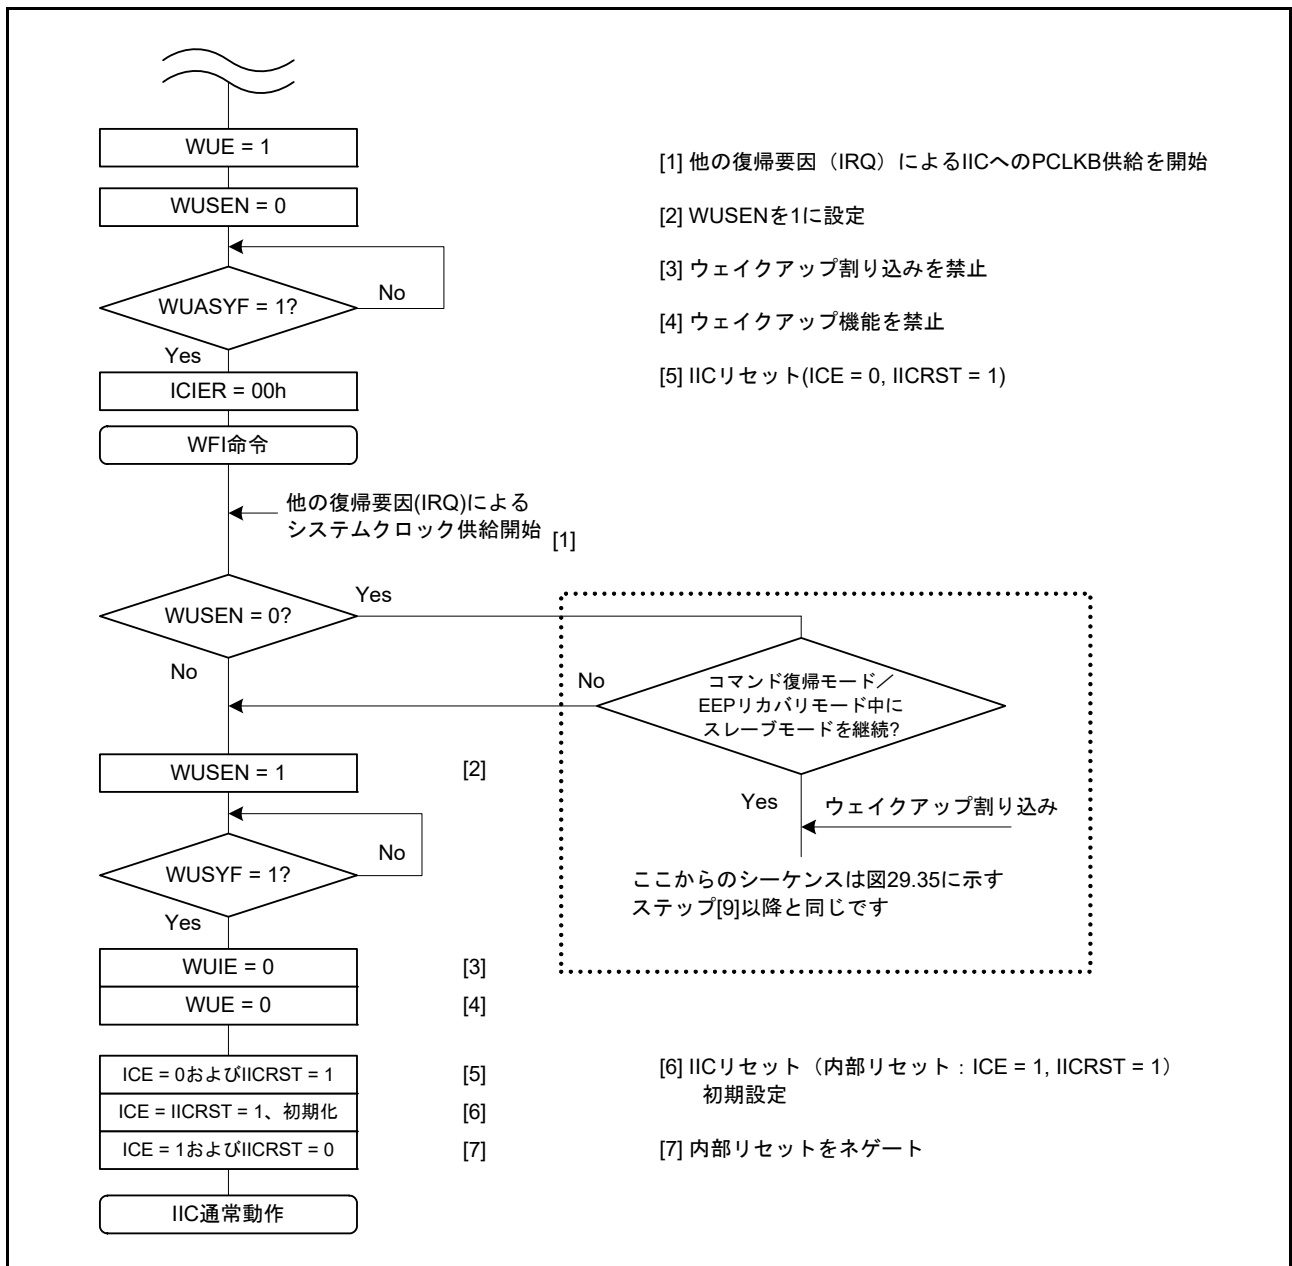 WUE = 1
WUSEN = 0
WUASYF = 1?
No
Yes
ICIER = 00h
WFI命令
他の復帰要因(IRQ)による
システムクロック供給開始 [1]
WUSEN = 0?
Yes
No
コマンド復帰モード／
EEPリカバリモード中に
スレーブモードを継続?
No
Yes
ウェイクアップ割り込み
ここからのシーケンスは図29.35に示す
ステップ[9]以降と同じです
WUSEN = 1 [2]
WUSYF = 1?
No
Yes
WUIE = 0 [3]
WUE = 0 [4]
ICE = 0およびIICRST = 1 [5]
ICE = IICRST = 1、初期化 [6]
ICE = 1およびIICRST = 0 [7]
IIC通常動作
[1] 他の復帰要因（IRQ）によるIICへのPCLKB供給を開始
[2] WUSENを1に設定
[3] ウェイクアップ割り込みを禁止
[4] ウェイクアップ機能を禁止
[5] IICリセット(ICE = 0, IICRST = 1)
[6] IICリセット（内部リセット：ICE = 1, IICRST = 1）
初期設定
[7] 内部リセットをネゲート